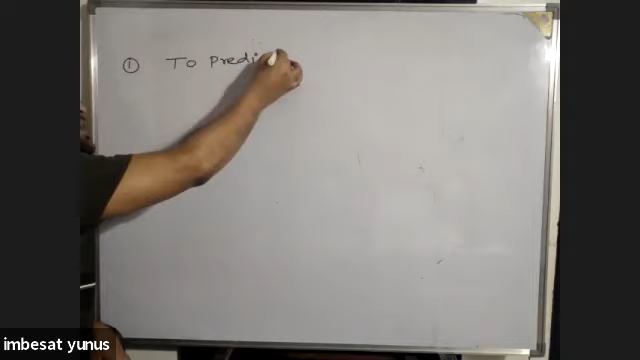 ① To Predi
imbesat yunus